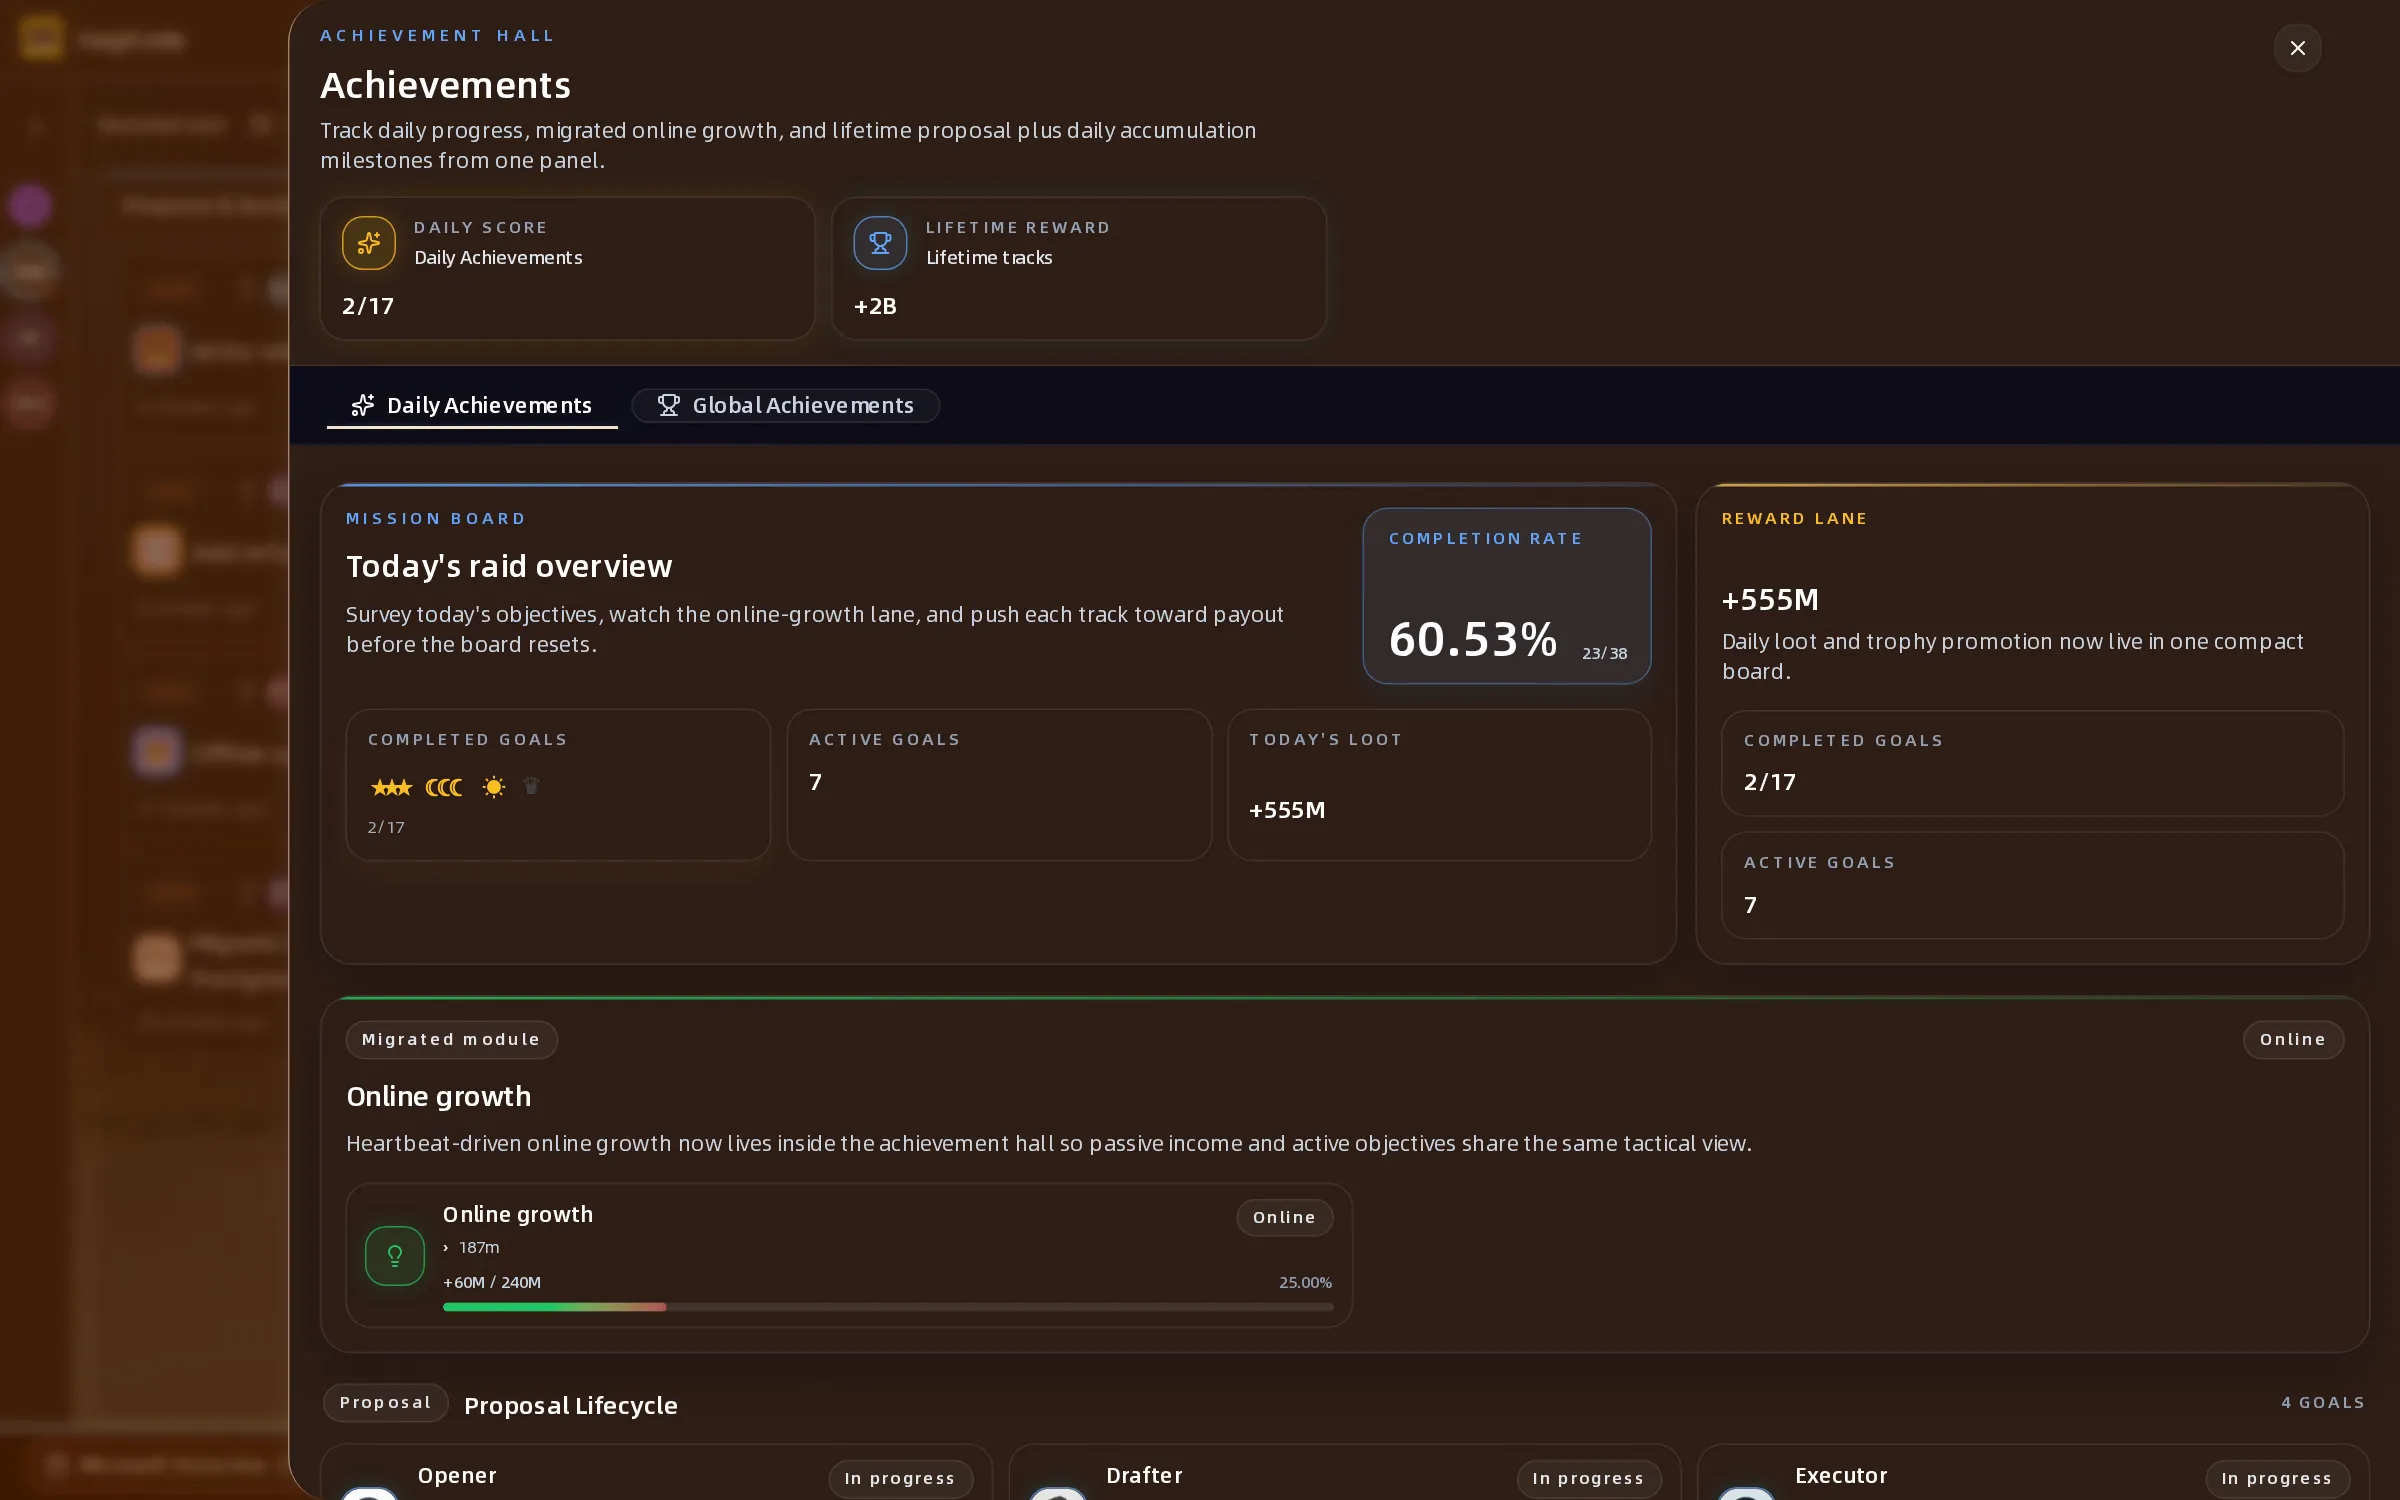 ACHIEVEMENT HALL
Achievements
Track daily progress, migrated online growth, and lifetime proposal plus daily accumulation
milestones from one panel.
DAILY SCORE
Daily Achievements
2/17
LIFETIME REWARD
Lifetime tracks
+2B
Daily Achievements
Global Achievements
MISSION BOARD
Today's raid overview
Survey today's objectives, watch the online-growth lane, and push each track toward payout
before the board resets.
COMPLETION RATE
60.53% 23/38
COMPLETED GOALS
2/17
ACTIVE GOALS
7
TODAY'S LOOT
+555M
REWARD LANE
+555M
Daily loot and trophy promotion now live in one compact
board.
COMPLETED GOALS
2/17
ACTIVE GOALS
7
Migrated module
Online
Online growth
Heartbeat-driven online growth now lives inside the achievement hall so passive income and active objectives share the same tactical view.
Online growth
Online
› 187m
+60M / 240M
25.00%
Proposal
Proposal Lifecycle
4 GOALS
Opener
In progress
Drafter
In progress
Executor
In progress